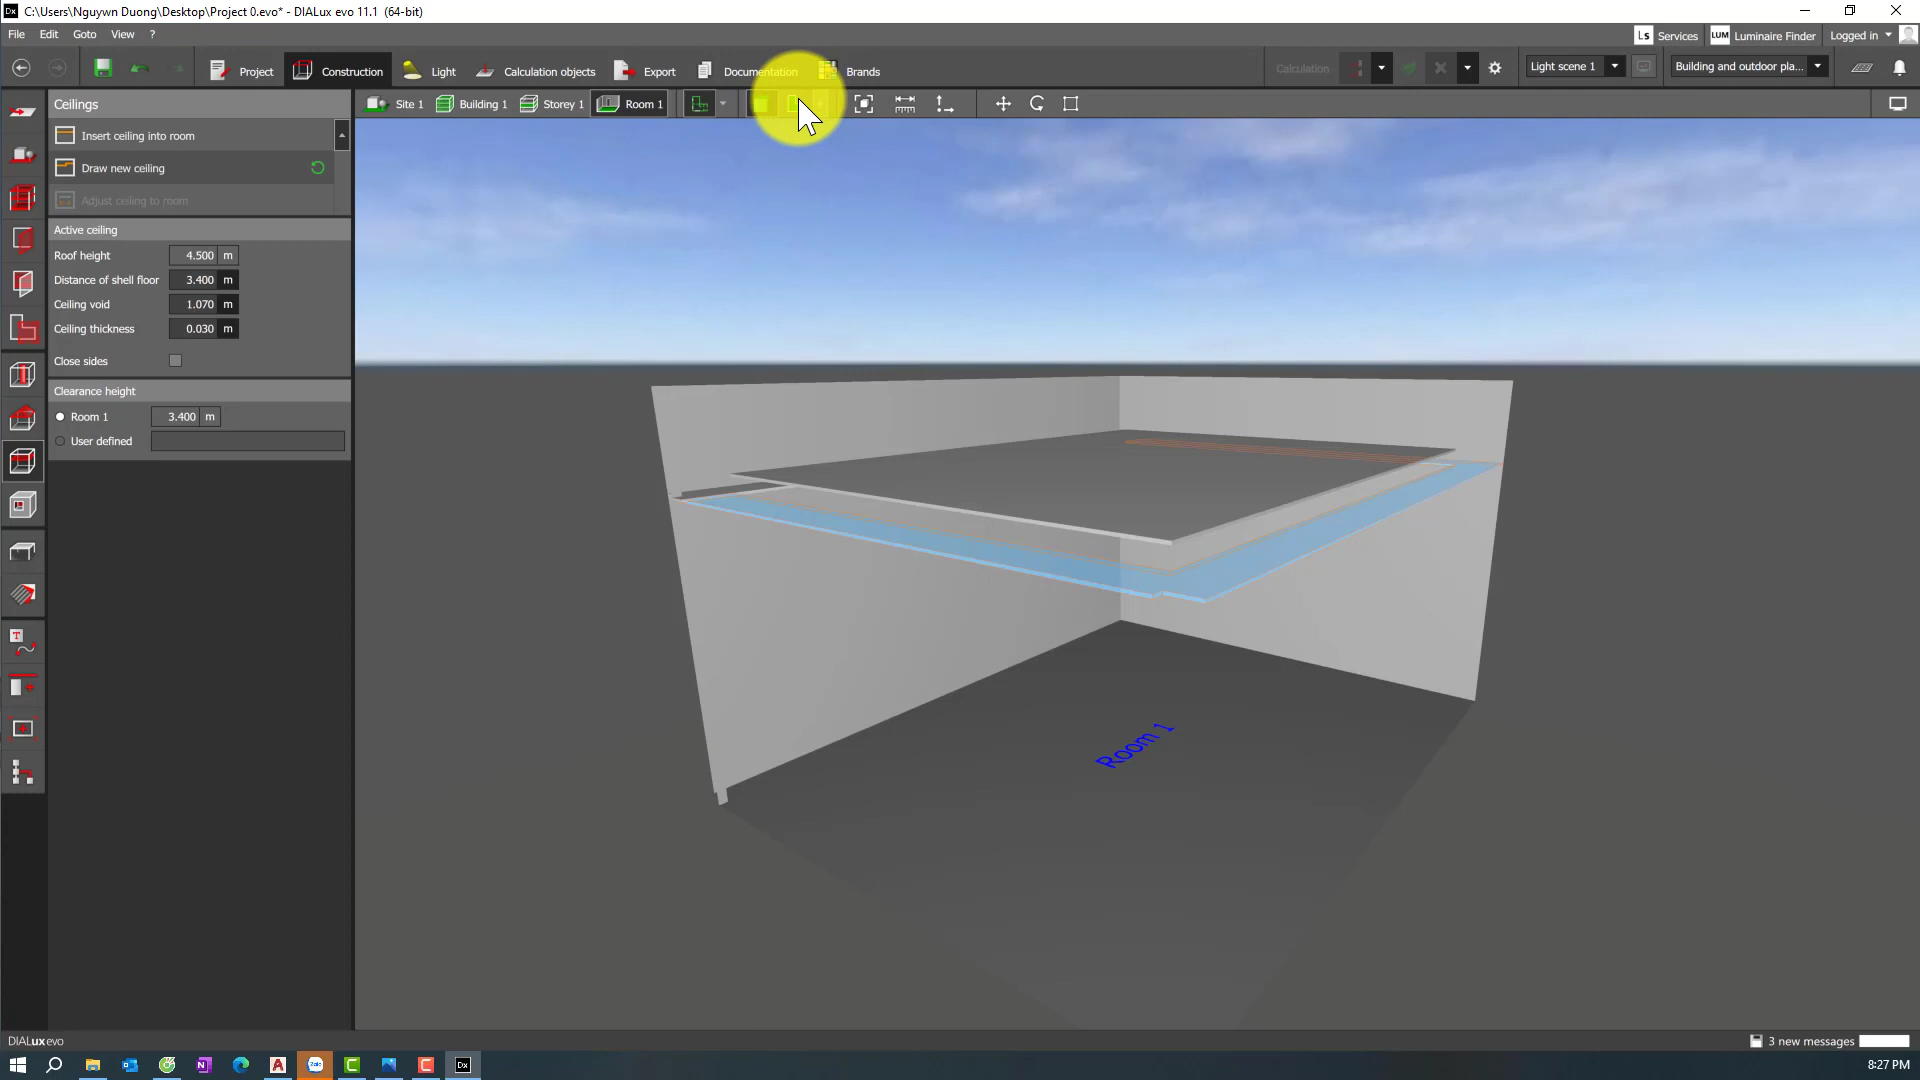 Dx C:\Users\Nguywn Duong\Desktop\Project 0.evo* - DIALux evo 11.1 (64-bit)
File Edit Goto View ?
Ls Services LUM Luminaire Finder Logged in
Project Construction Light Calculation objects Export Documentation Brands
Calculation Light scene 1 Building and outdoor pla...
Ceilings
Site 1 Building 1 Storey 1 Room 1
Insert ceiling into room
Draw new ceiling
Adjust ceiling to room
Active ceiling
Roof height 4.500 m
Distance of shell floor 3.400 m
Ceiling void 1.070 m
Ceiling thickness 0.030 m
Close sides
Clearance height
Room 1 3.400 m
User defined
Room 1
DIALux evo
3 new messages
Zalo
Dx
8:27 PM